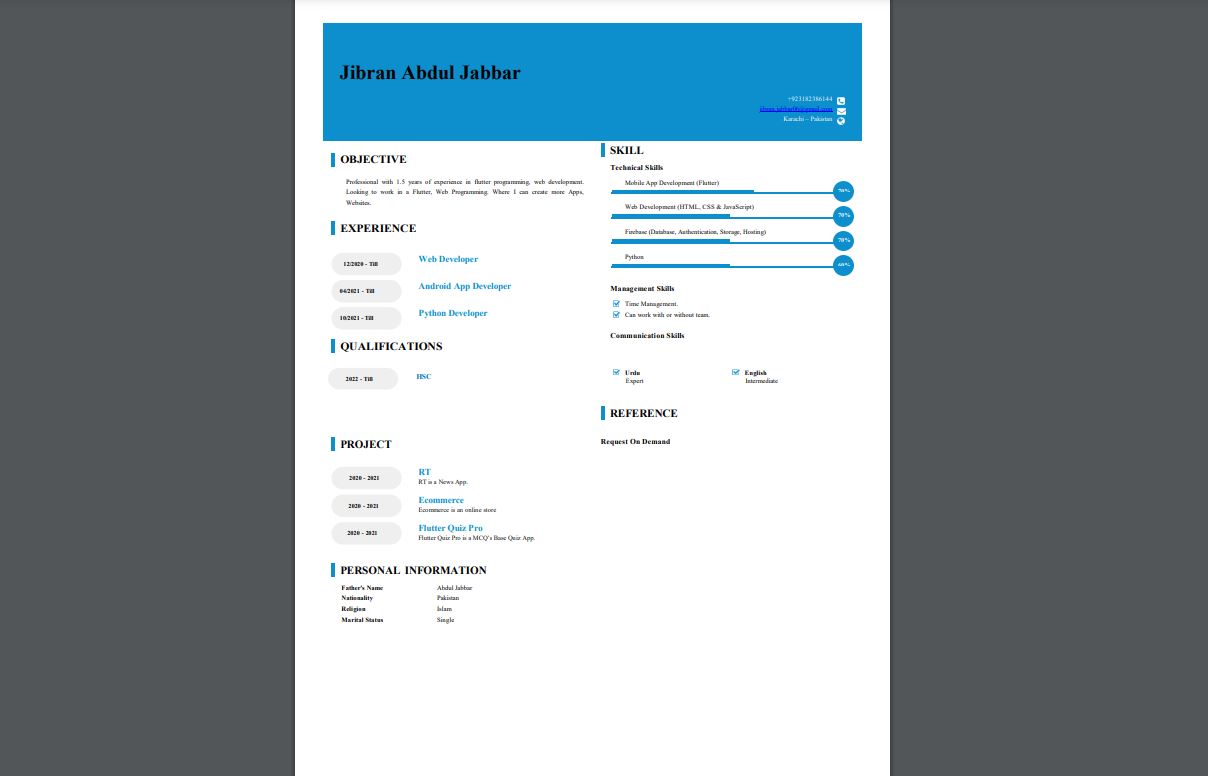 Jibran Abdul Jabbar
+923182386144
Karachi – Pakistan
OBJECTIVE
Professional with 1.5 years of experience in flutter programming, web development.
Looking to work in a Flutter, Web Programming. Where I can create more Apps,
Websites.
EXPERIENCE
12/2020 - Till
Web Developer
04/2021 - Till
Android App Developer
10/2021 - Till
Python Developer
QUALIFICATIONS
2022 - Till
HSC
PROJECT
2020 - 2021
RT
RT is a News App.
2020 - 2021
Ecommerce
Ecommerce is an online store
2020 - 2021
Flutter Quiz Pro
Flutter Quiz Pro is a MCQ's Base Quiz App.
PERSONAL INFORMATION
Father's Name Abdul Jabbar
Nationality Pakistan
Religion Islam
Marital Status Single
SKILL
Technical Skills
Mobile App Development (Flutter)
70%
Web Development (HTML, CSS & JavaScript)
70%
Firebase (Database, Authentication, Storage, Hosting)
70%
Python
60%
Management Skills
Time Management.
Can work with or without team.
Communication Skills
Urdu
Expert
English
Intermediate
REFERENCE
Request On Demand